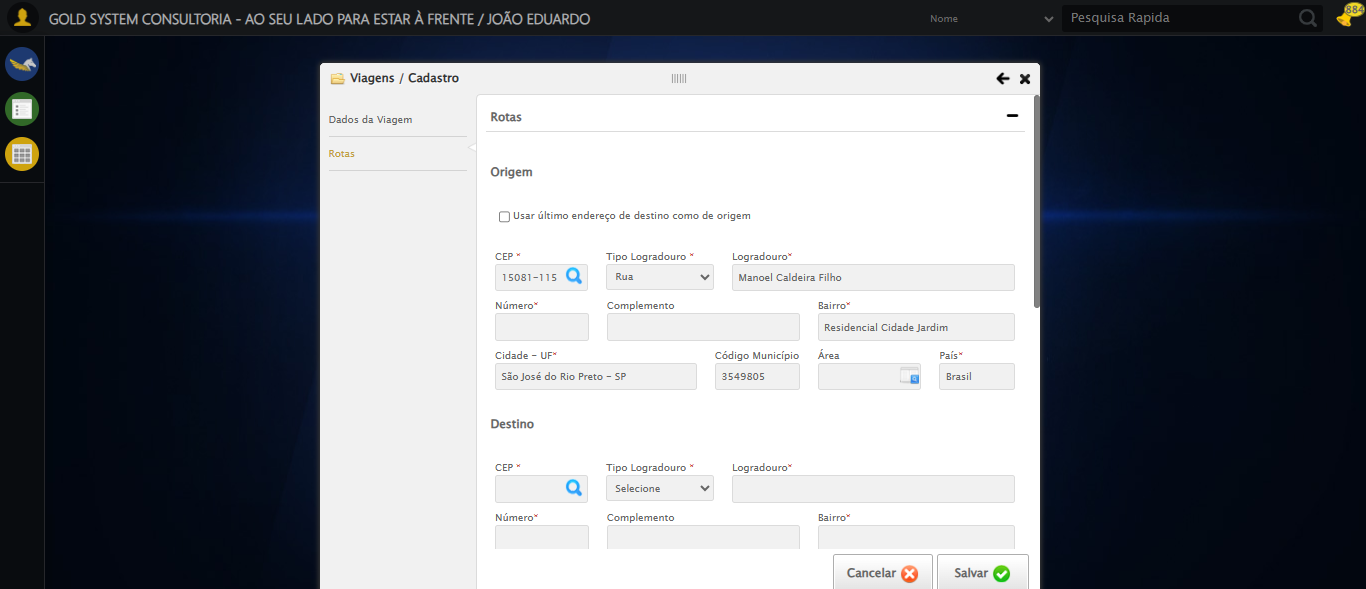 GOLD SYSTEM CONSULTORIA - AO SEU LADO PARA ESTAR À FRENTE / JOÃO EDUARDO
Nome
Pesquisa Rapida
884
Viagens / Cadastro
Dados da Viagem
Rotas
Rotas
Origem
Usar último endereço de destino como de origem
CEP * Tipo Logradouro * Logradouro*
15081-115 Rua Manoel Caldeira Filho
Número* Complemento Bairro*
Residencial Cidade Jardim
Cidade - UF* Código Município Área País*
São José do Rio Preto - SP 3549805 Brasil
Destino
CEP * Tipo Logradouro * Logradouro*
Selecione
Número* Complemento Bairro*
Cancelar Salvar